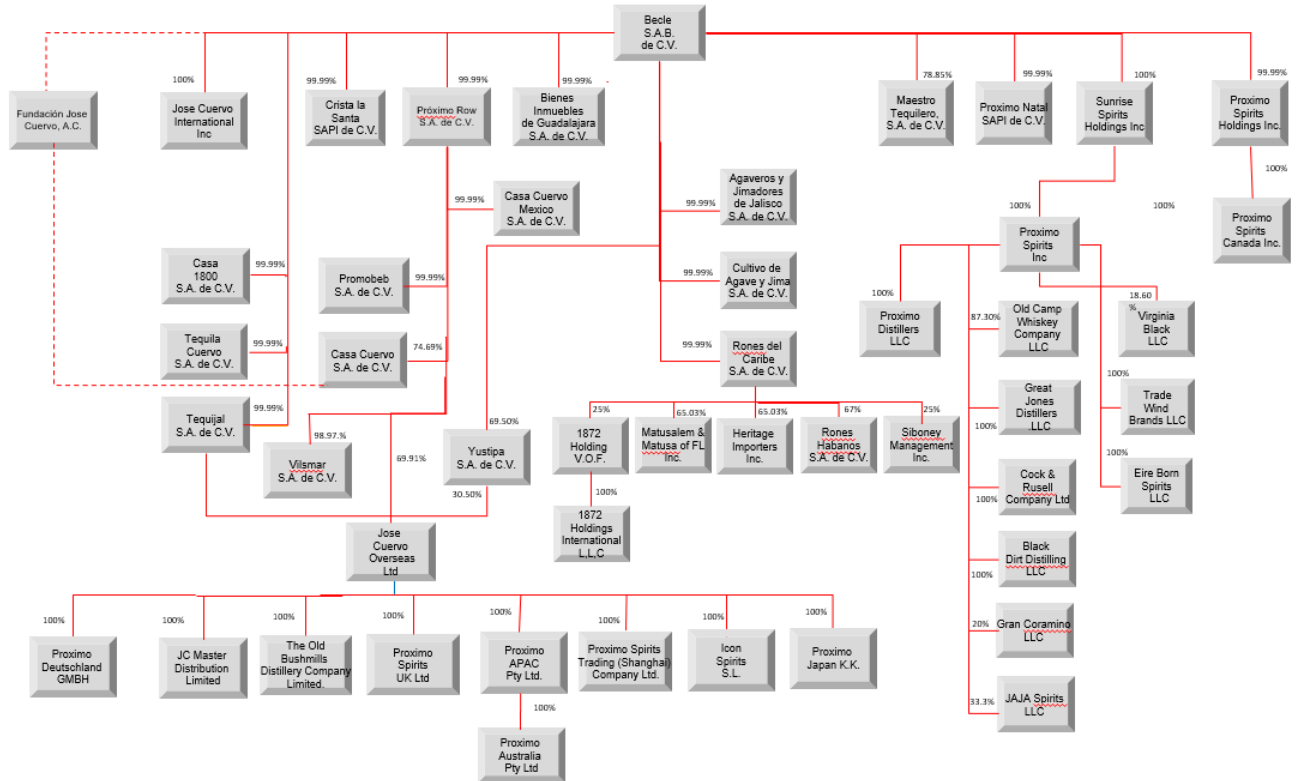 Becle
S.A.B.
de C.V.
100%
99.99%
99.99%
99.99%
78.85%
99.99%
100%
99.99%
Fundación Jose
Cuervo, A.C.
Jose Cuervo
International
Inc
Crista la
Santa
SAPI de C.V.
Próximo Row
S.A. de C.V.
Bienes
Inmuebles
de Guadalajara
S.A. de C.V.
Maestro
Tequilero,
S.A. de C.V.
Proximo Natal
SAPI de C.V.
Sunrise
Spirits
Holdings Inc
Proximo
Spirits
Holdings Inc.
99.99%
Casa Cuervo
Mexico
S.A. de C.V.
99.99%
Agaveros y
Jimadores
de Jalisco
S.A. de C.V.
100%
100%
100%
Proximo
Spirits
Inc
Proximo
Spirits
Canada Inc.
Casa
1800
S.A. de C.V.
99.99%
Promobeb
S.A. de C.V.
99.99%
99.99%
Cultivo de
Agave y Jima
S.A. de C.V.
100%
Proximo
Distillers
LLC
87.30%
Old Camp
Whiskey
Company
LLC
18.60
%
Virginia
Black
LLC
Tequila
Cuervo
S.A. de C.V.
99.99%
Casa Cuervo
S.A. de C.V.
74.69%
99.99%
Rones del
Caribe
S.A. de C.V.
100%
Great
Jones
Distillers
LLC
100%
Trade
Wind
Brands LLC
Tequijal
S.A. de C.V.
99.99%
98.97.%
Vilsmar
S.A. de C.V.
69.91%
69.50%
Yustipa
S.A. de C.V.
30.50%
25%
65.03%
65.03%
67%
25%
1872
Holding
V.O.F.
Matusalem &
Matusa of FL
Inc.
Heritage
Importers
Inc.
Rones
Habanos
S.A. de C.V.
Siboney
Management
Inc.
100%
1872
Holdings
International
L,L,C
100%
Cock &
Rusell
Company Ltd
100%
Eire Born
Spirits
LLC
Jose
Cuervo
Overseas
Ltd
100%
Black
Dirt Distilling
LLC
20%
Gran Coramino
LLC
33.3%
JAJA Spirits
LLC
100%
100%
100%
100%
100%
100%
100%
100%
Proximo
Deutschland
GMBH
JC Master
Distribution
Limited
The Old
Bushmills
Distillery Company
Limited.
Proximo
Spirits
UK Ltd
Proximo
APAC
Pty Ltd.
Proximo Spirits
Trading (Shanghai)
Company Ltd.
Icon
Spirits
S.L.
Proximo
Japan K.K.
100%
Proximo
Australia
Pty Ltd